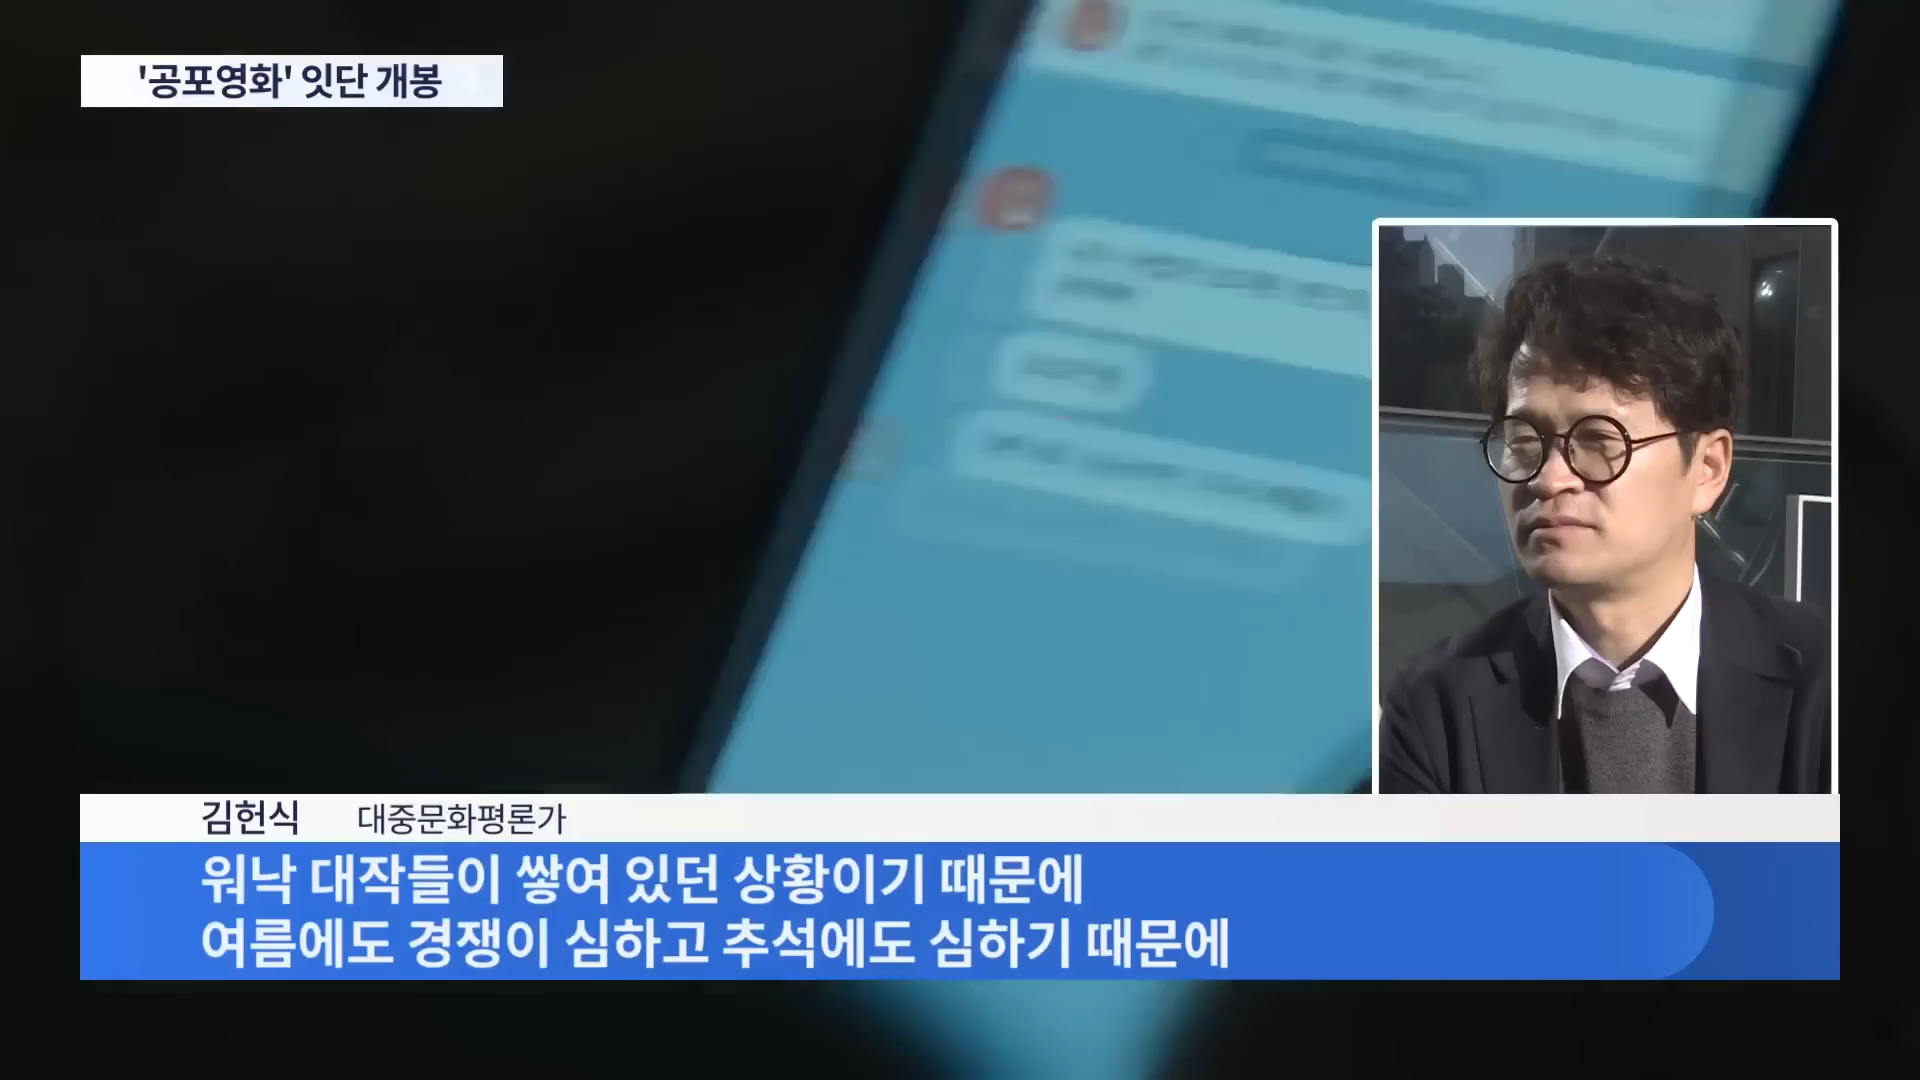 '공포영화' 잇단 개봉
김헌식 대중문화평론가
워낙 대작들이 쌓여 있던 상황이기 때문에
여름에도 경쟁이 심하고 추석에도 심하기 때문에